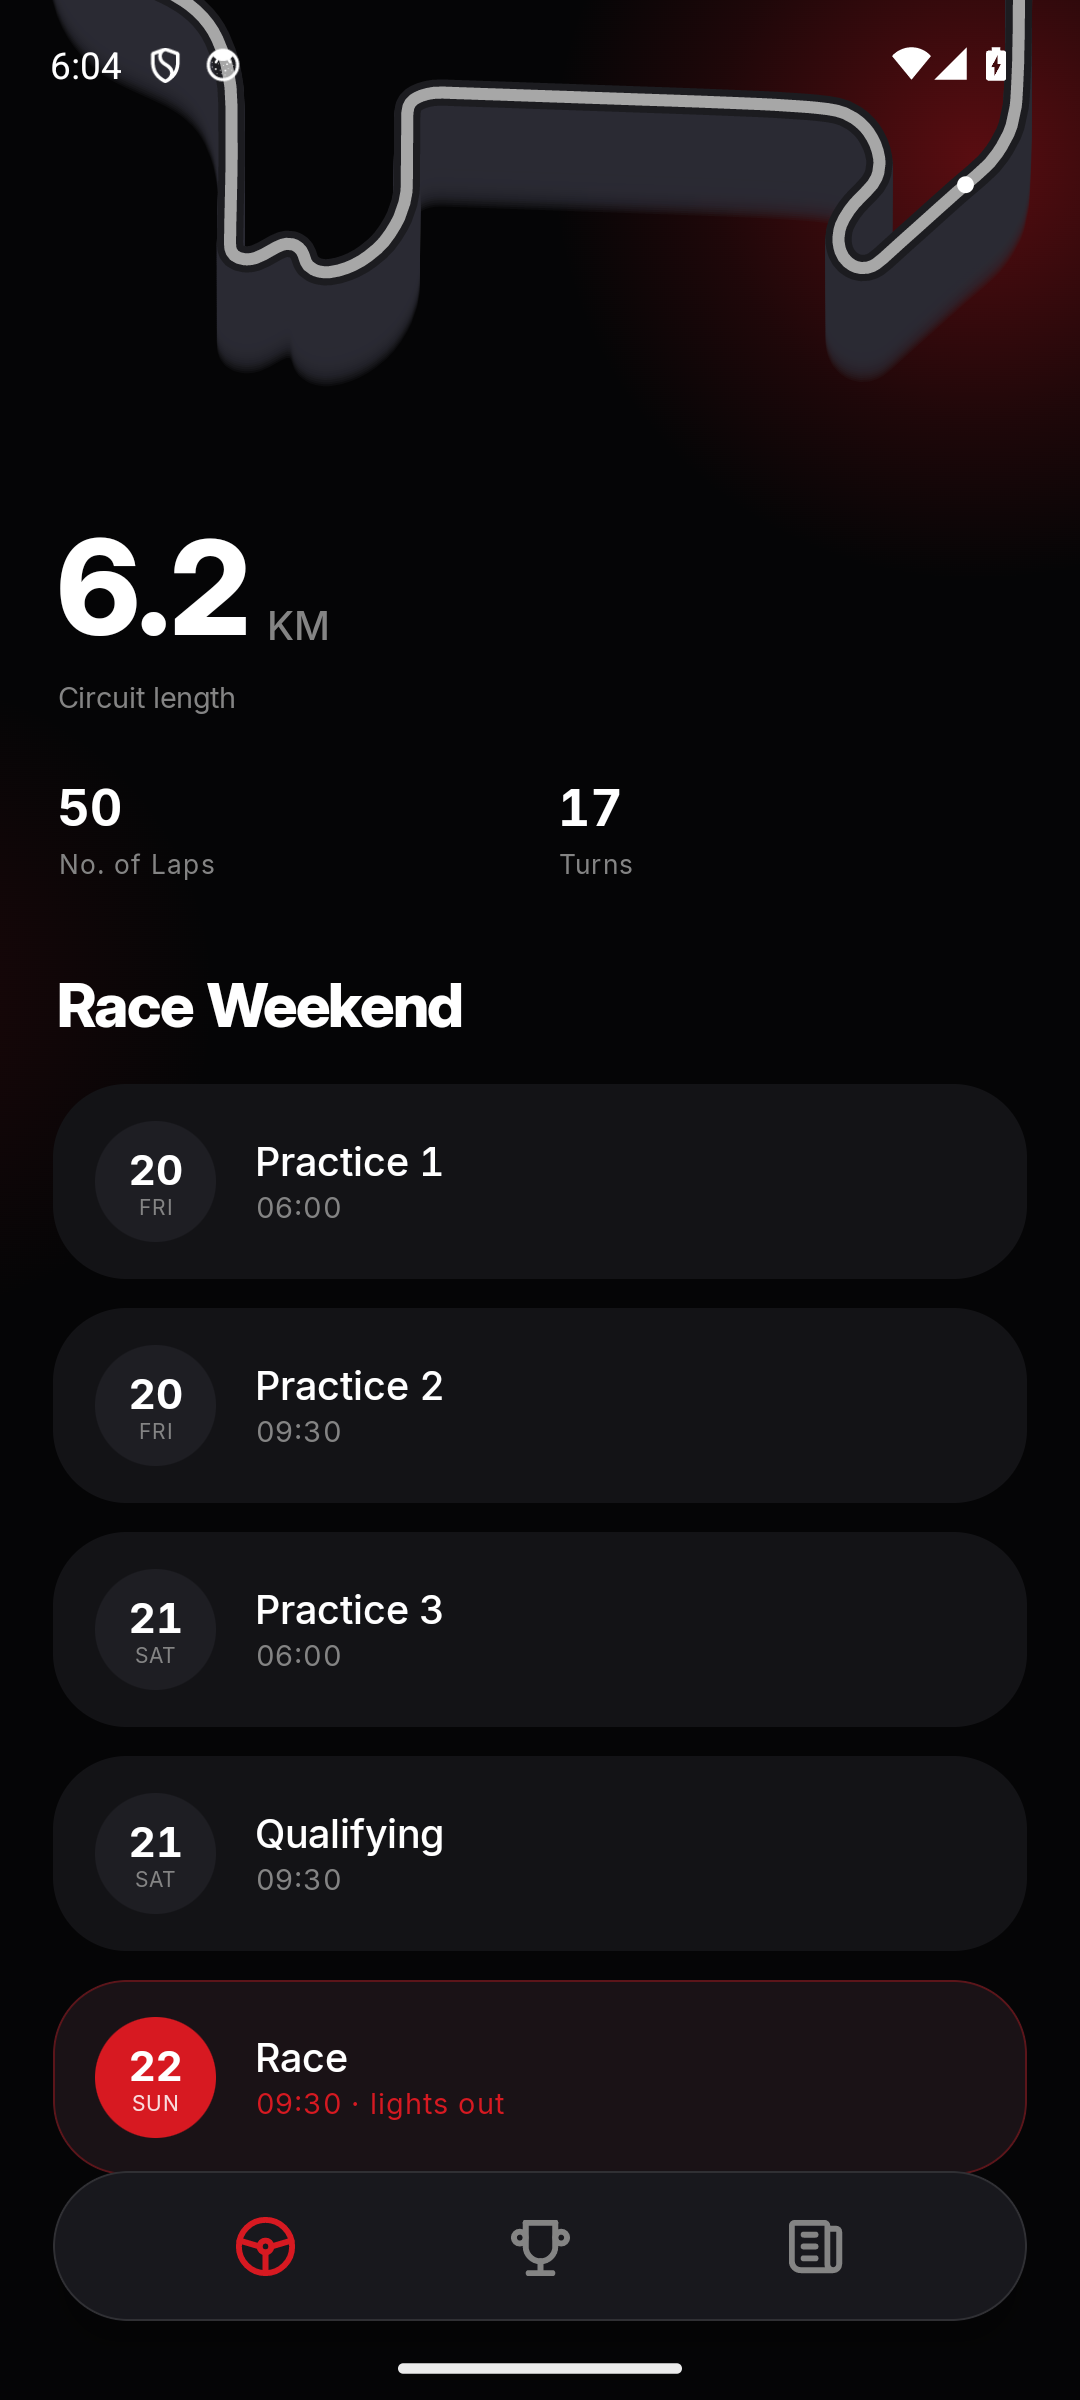 6:04
6.2 KM
Circuit length
50
No. of Laps
17
Turns
Race Weekend
20
FRI
Practice 1
06:00
20
FRI
Practice 2
09:30
21
SAT
Practice 3
06:00
21
SAT
Qualifying
09:30
22
SUN
Race
09:30 · lights out